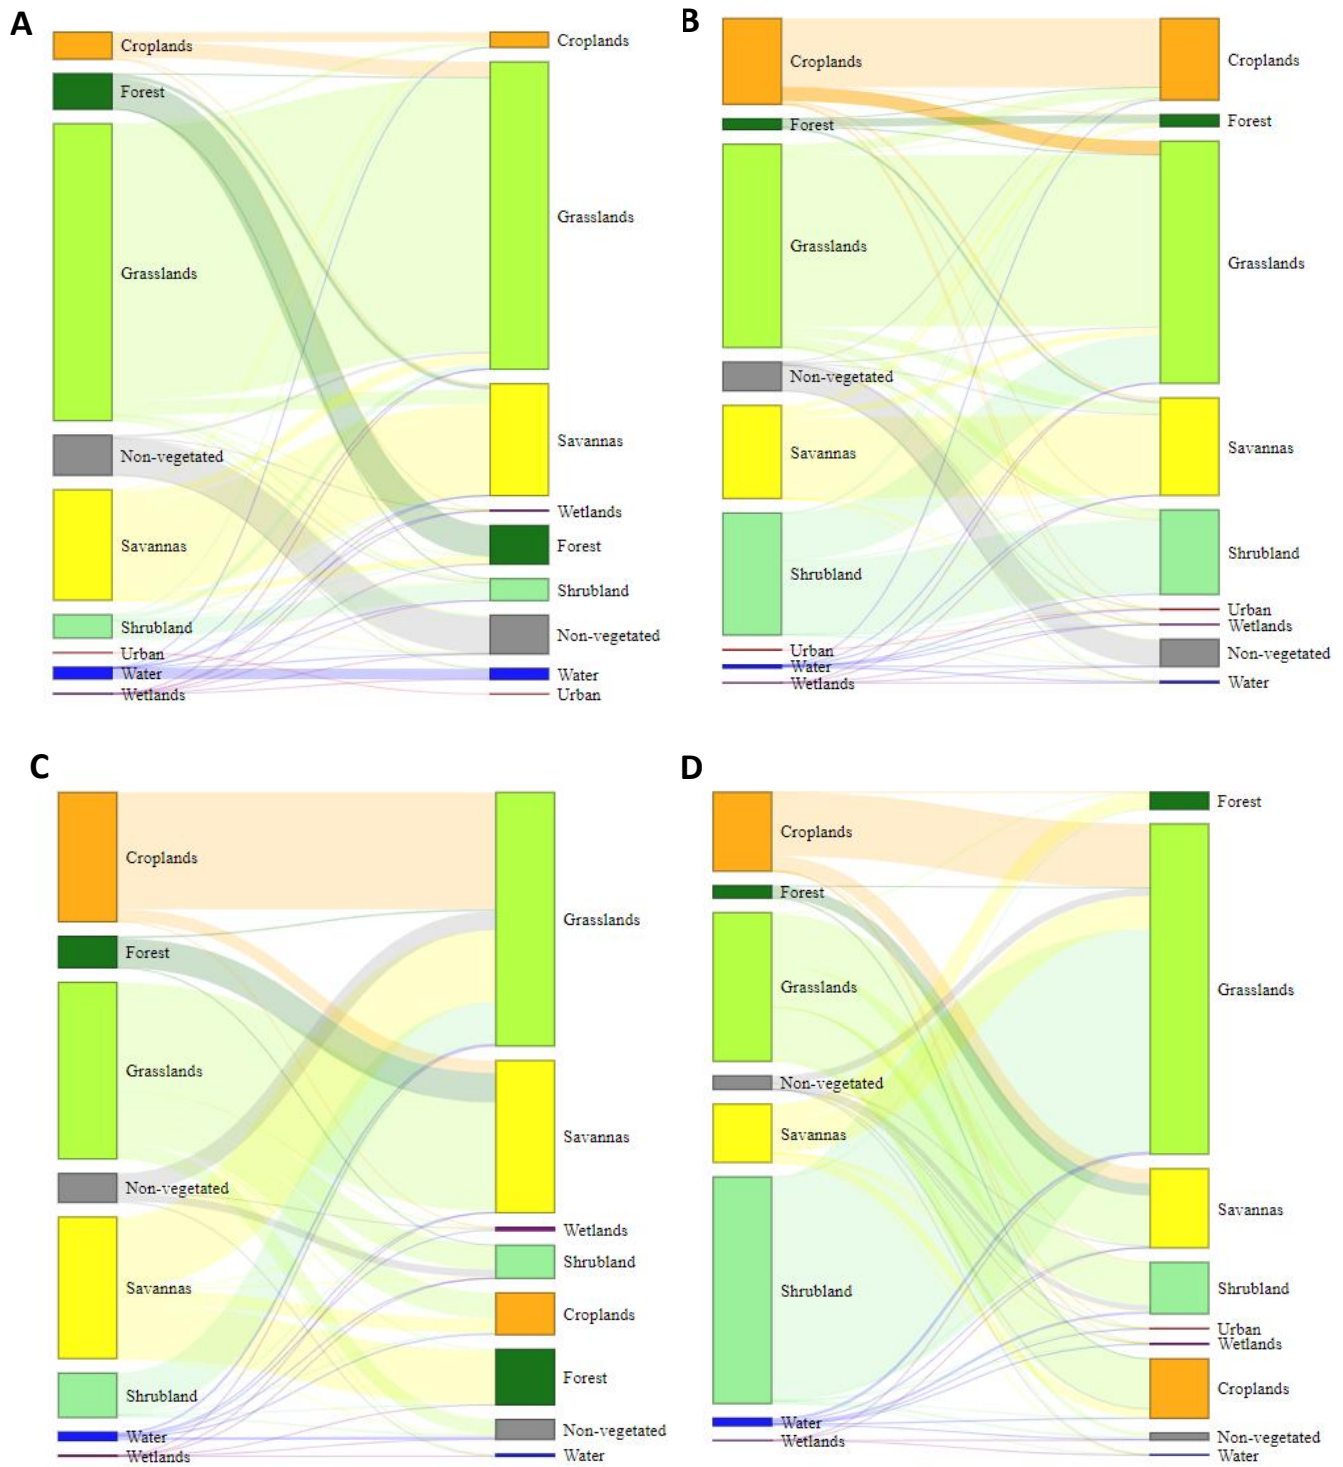 A
Croplands
Forest
Grasslands
Non-vegetated
Savannas
Shrubland
Urban
Water
Wetlands
Croplands
Grasslands
Savannas
Wetlands
Forest
Shrubland
Non-vegetated
Water
Urban
B
Croplands
Forest
Grasslands
Non-vegetated
Savannas
Shrubland
Urban
Water
Wetlands
Croplands
Forest
Grasslands
Savannas
Shrubland
Urban
Wetlands
Non-vegetated
Water
C
Croplands
Forest
Grasslands
Non-vegetated
Savannas
Shrubland
Water
Wetlands
Grasslands
Savannas
Wetlands
Shrubland
Croplands
Forest
Non-vegetated
Water
D
Croplands
Forest
Grasslands
Non-vegetated
Savannas
Shrubland
Water
Wetlands
Forest
Grasslands
Savannas
Shrubland
Urban
Wetlands
Croplands
Non-vegetated
Water